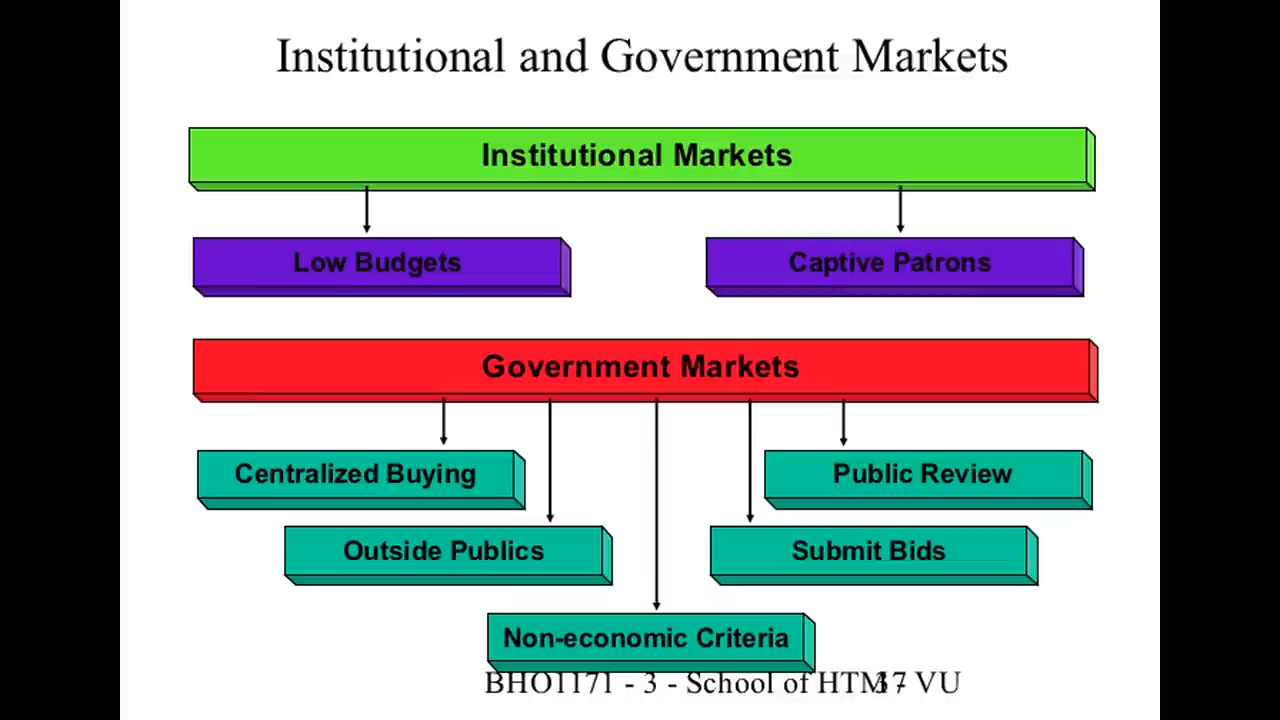 Institutional and Government Markets
Institutional Markets
Low Budgets
Captive Patrons
Government Markets
Centralized Buying
Public Review
Outside Publics
Submit Bids
Non-economic Criteria
BHO1171 - 3 - School of HTM - VU
37